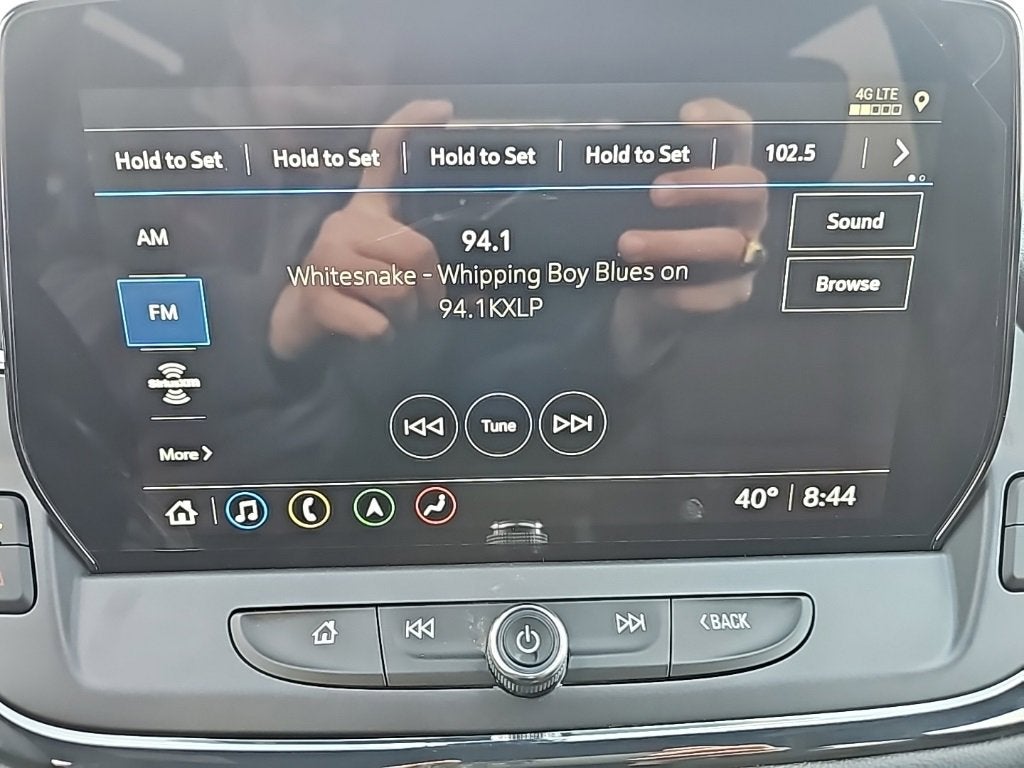 4G LTE
Hold to Set Hold to Set Hold to Set Hold to Set 102.5
AM
94.1
Sound
Whitesnake - Whipping Boy Blues on
94.1KXLP
Browse
FM
SiriusXM
Tune
More
40° 8:44
BACK